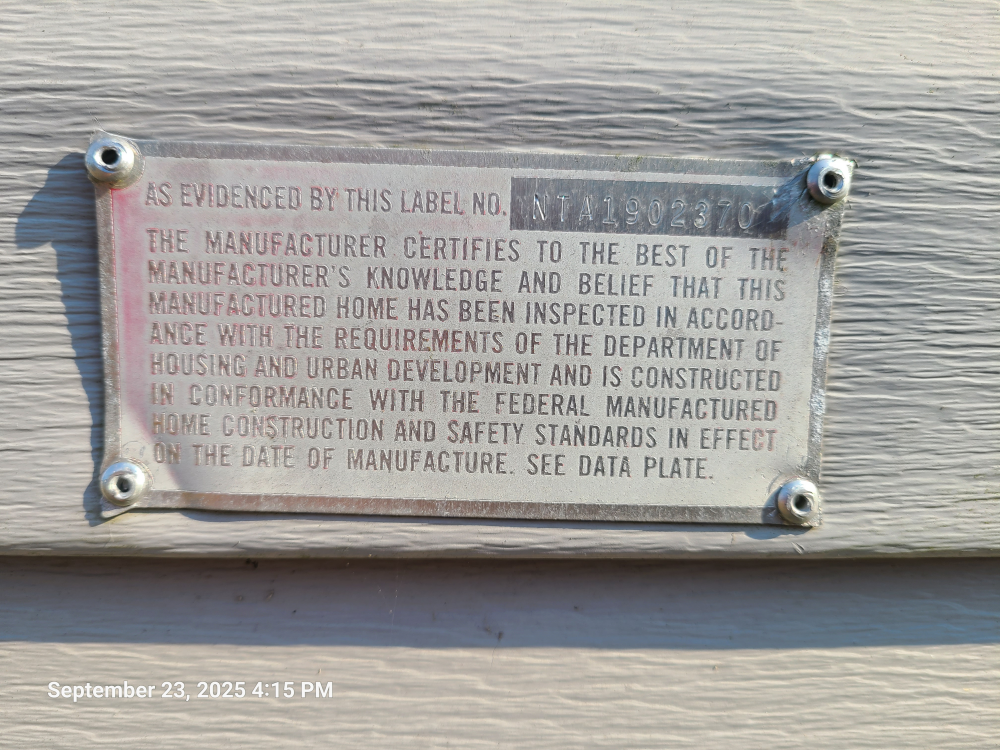 AS EVIDENCED BY THIS LABEL NO. NTA1902370
THE MANUFACTURER CERTIFIES TO THE BEST OF THE
MANUFACTURER'S KNOWLEDGE AND BELIEF THAT THIS
MANUFACTURED HOME HAS BEEN INSPECTED IN ACCORD-
ANCE WITH THE REQUIREMENTS OF THE DEPARTMENT OF
HOUSING AND URBAN DEVELOPMENT AND IS CONSTRUCTED
IN CONFORMANCE WITH THE FEDERAL MANUFACTURED
HOME CONSTRUCTION AND SAFETY STANDARDS IN EFFECT
ON THE DATE OF MANUFACTURE. SEE DATA PLATE.
September 23, 2025 4:15 PM